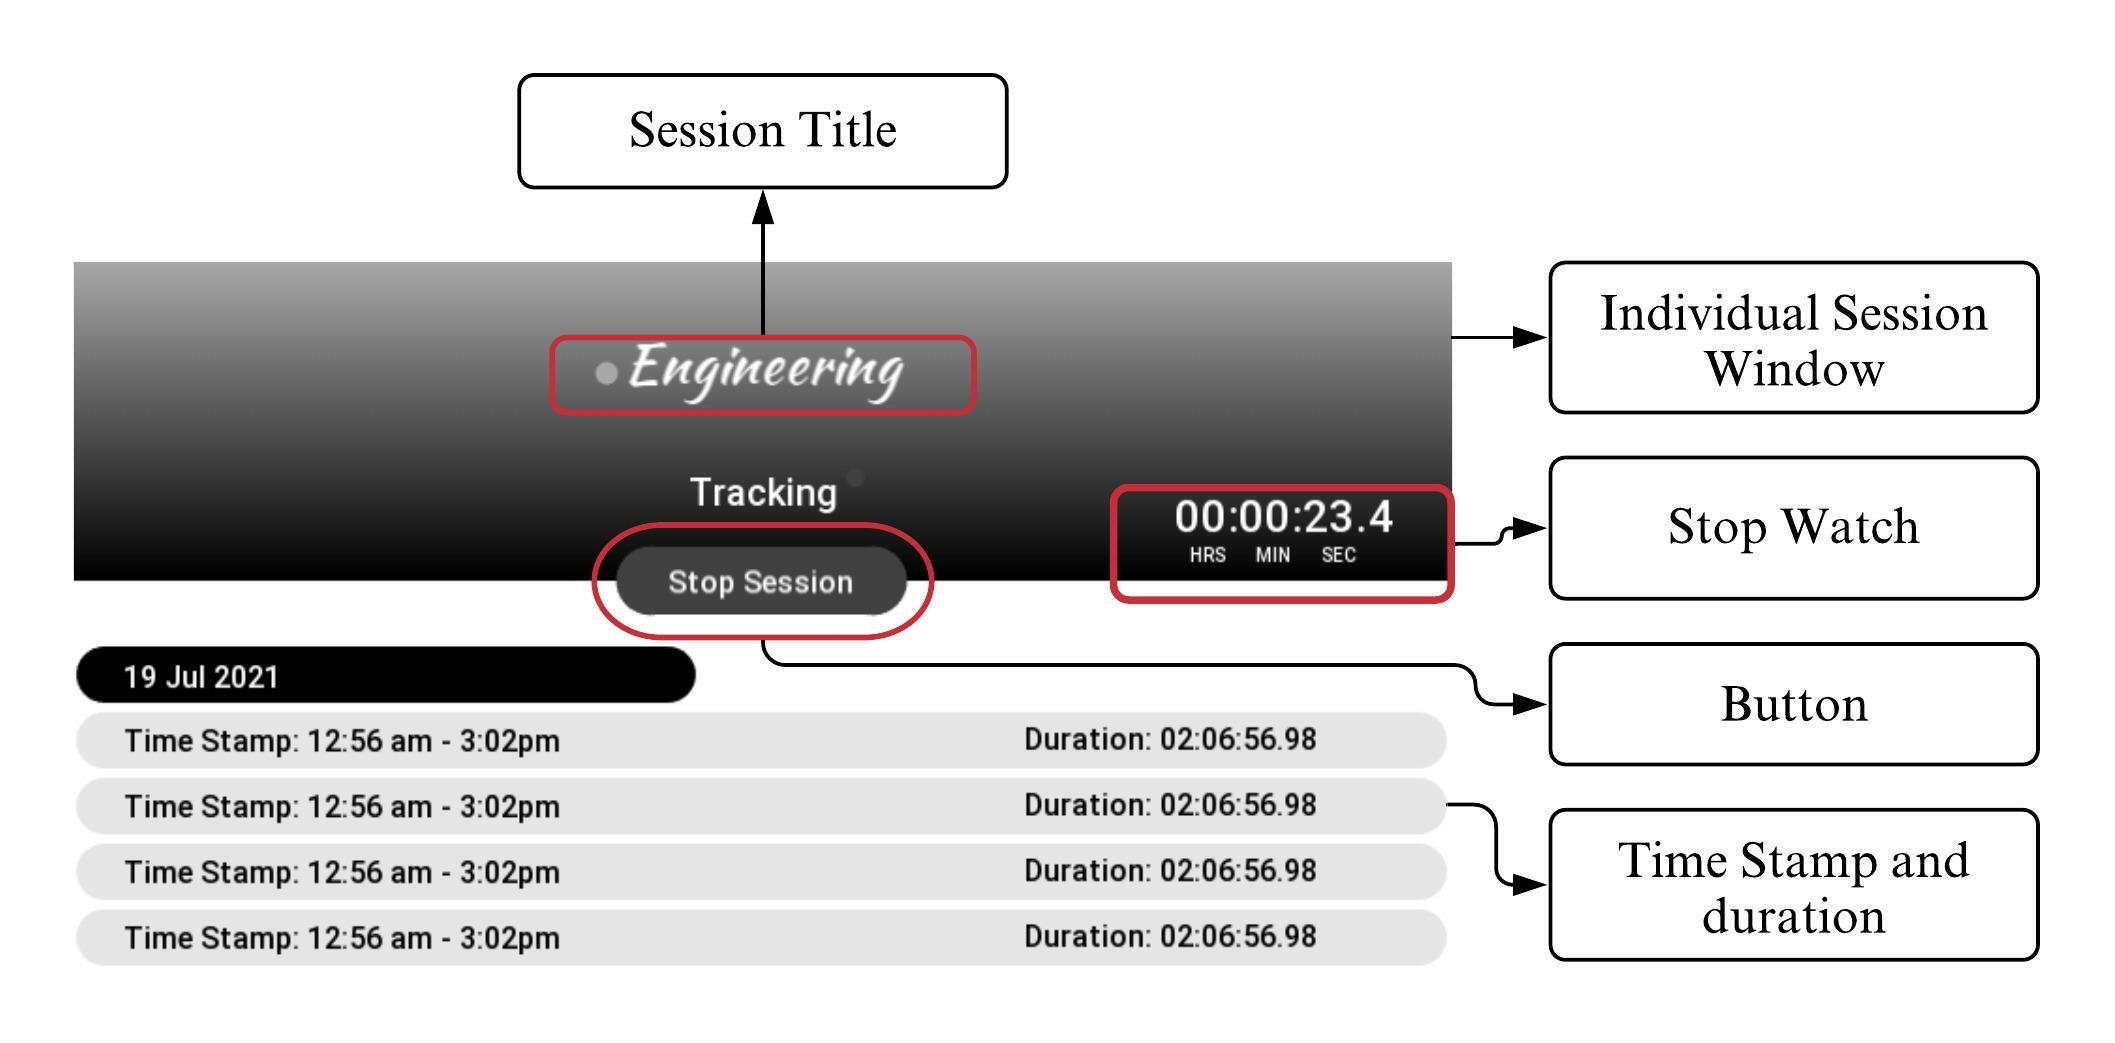 Session Title
Engineering
Individual Session
Window
Tracking
00:00:23.4
HRS MIN SEC
Stop Watch
Stop Session
19 Jul 2021
Button
Time Stamp: 12:56 am - 3:02pm Duration: 02:06:56.98
Time Stamp: 12:56 am - 3:02pm Duration: 02:06:56.98
Time Stamp: 12:56 am - 3:02pm Duration: 02:06:56.98
Time Stamp: 12:56 am - 3:02pm Duration: 02:06:56.98
Time Stamp and
duration